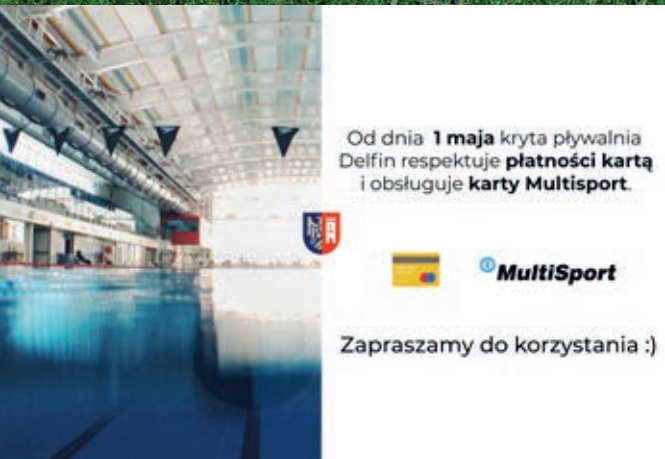 Od dnia 1 maja kryta pływalnia
Delfin respektuje płatności kartą
i obsługuje karty Multisport.
MultiSport
Zapraszamy do korzystania :)